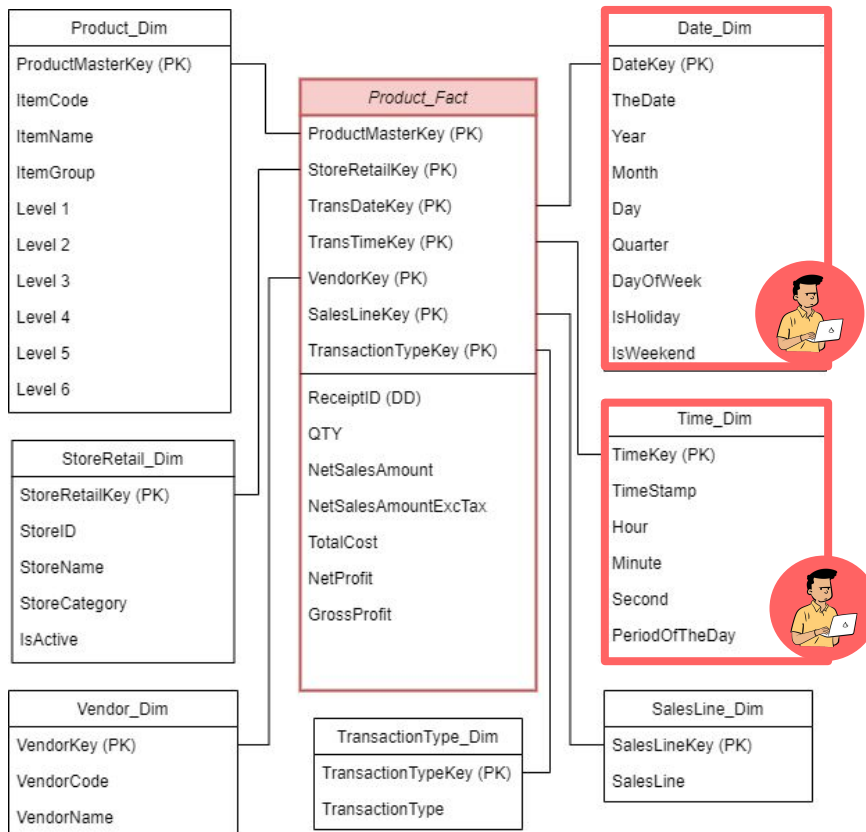 Product_Dim
ProductMasterKey (PK)
ItemCode
ItemName
ItemGroup
Level 1
Level 2
Level 3
Level 4
Level 5
Level 6
StoreRetail_Dim
StoreRetailKey (PK)
StoreID
StoreName
StoreCategory
IsActive
Vendor_Dim
VendorKey (PK)
VendorCode
VendorName
Product_Fact
ProductMasterKey (PK)
StoreRetailKey (PK)
TransDateKey (PK)
TransTimeKey (PK)
VendorKey (PK)
SalesLineKey (PK)
TransactionTypeKey (PK)
ReceiptID (DD)
QTY
NetSalesAmount
NetSalesAmountExcTax
TotalCost
NetProfit
GrossProfit
TransactionType_Dim
TransactionTypeKey (PK)
TransactionType
Date_Dim
DateKey (PK)
TheDate
Year
Month
Day
Quarter
DayOfWeek
IsHoliday
IsWeekend
Time_Dim
TimeKey (PK)
TimeStamp
Hour
Minute
Second
PeriodOfTheDay
SalesLine_Dim
SalesLineKey (PK)
SalesLine